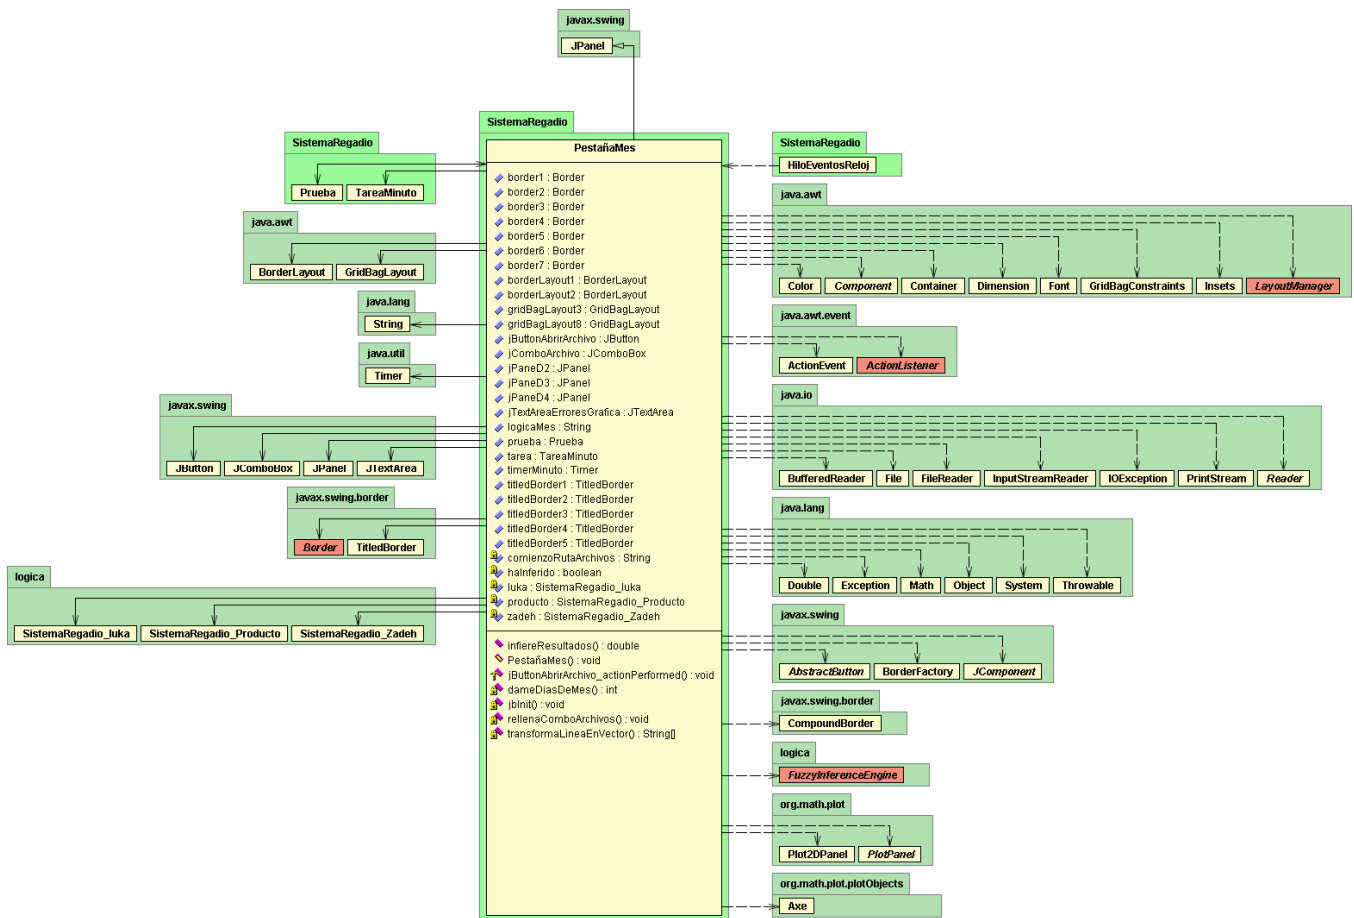 javax.swing
JPanel
SistemaRegadio
Prueba
TareaMinuto
java.awt
BorderLayout
GridBagLayout
java.lang
String
java.util
Timer
javax.swing
JButton
JComboBox
JPanel
JTextArea
javax.swing.border
Border
TitledBorder
logica
SistemaRegadio_luka
SistemaRegadio_Producto
SistemaRegadio_Zadeh
SistemaRegadio
PestañaMes
border1 : Border
border2 : Border
border3 : Border
border4 : Border
border5 : Border
border6 : Border
border7 : Border
borderLayout1 : BorderLayout
borderLayout2 : BorderLayout
gridBagLayout3 : GridBagLayout
gridBagLayout8 : GridBagLayout
jButtonAbrirArchivo : JButton
jComboArchivo : JComboBox
jPaneD2 : JPanel
jPaneD3 : JPanel
jPaneD4 : JPanel
jTextAreaErroresGrafica : JTextArea
logicaMes : String
prueba : Prueba
tarea : TareaMinuto
timerMinuto : Timer
titledBorder1 : TitledBorder
titledBorder2 : TitledBorder
titledBorder3 : TitledBorder
titledBorder4 : TitledBorder
titledBorder5 : TitledBorder
comienzoRutaArchivos : String
haInferido : boolean
luka : SistemaRegadio_luka
producto : SistemaRegadio_Producto
zadeh : SistemaRegadio_Zadeh
infiereResultados() : double
PestañaMes() : void
jButtonAbrirArchivo_actionPerformed() : void
dameDiasDeMes() : int
jbInit() : void
rellenaComboArchivos() : void
transformaLineaEnVector() : String[]
SistemaRegadio
HiloEventosReloj
java.awt
Color
Component
Container
Dimension
Font
GridBagConstraints
Insets
LayoutManager
java.awt.event
ActionEvent
ActionListener
java.io
BufferedReader
File
FileReader
InputStreamReader
IOException
PrintStream
Reader
java.lang
Double
Exception
Math
Object
System
Throwable
javax.swing
AbstractButton
BorderFactory
JComponent
javax.swing.border
CompoundBorder
logica
FuzzyInferenceEngine
org.math.plot
Plot2DPanel
PlotPanel
org.math.plot.plotObjects
Axe